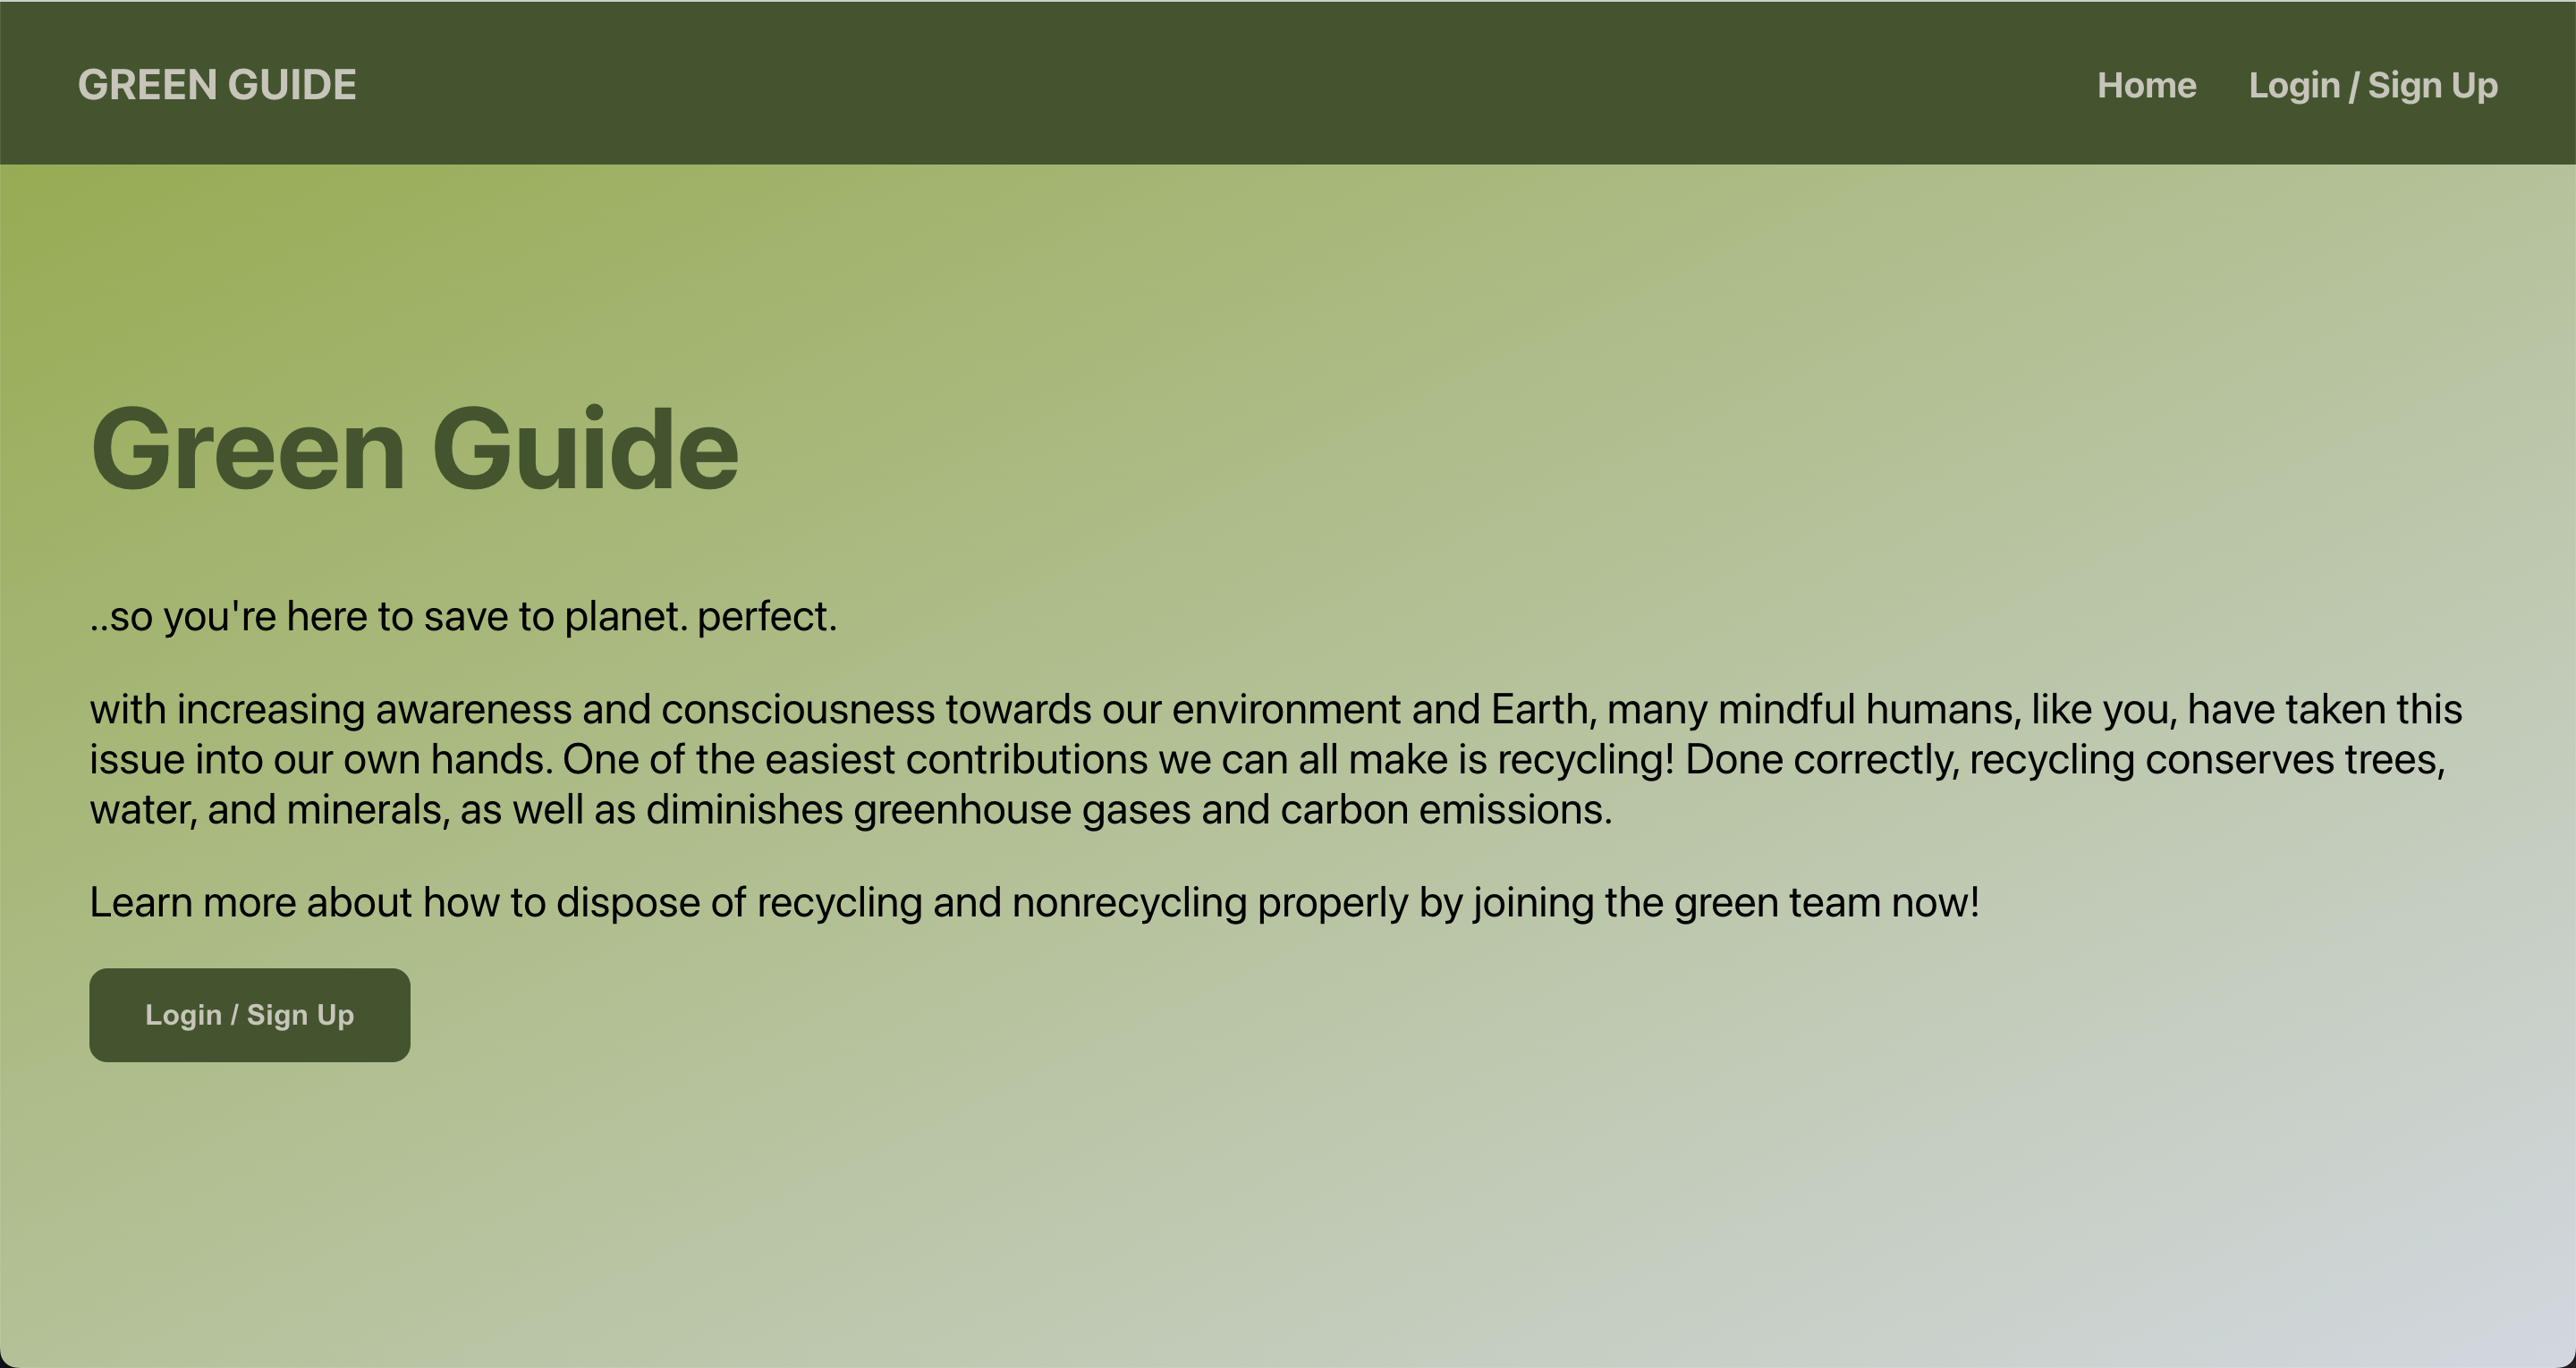 GREEN GUIDE
Home
Login / Sign Up
Green Guide
..so you're here to save to planet. perfect.
with increasing awareness and consciousness towards our environment and Earth, many mindful humans, like you, have taken this
issue into our own hands. One of the easiest contributions we can all make is recycling! Done correctly, recycling conserves trees,
water, and minerals, as well as diminishes greenhouse gases and carbon emissions.
Learn more about how to dispose of recycling and nonrecycling properly by joining the green team now!
Login / Sign Up